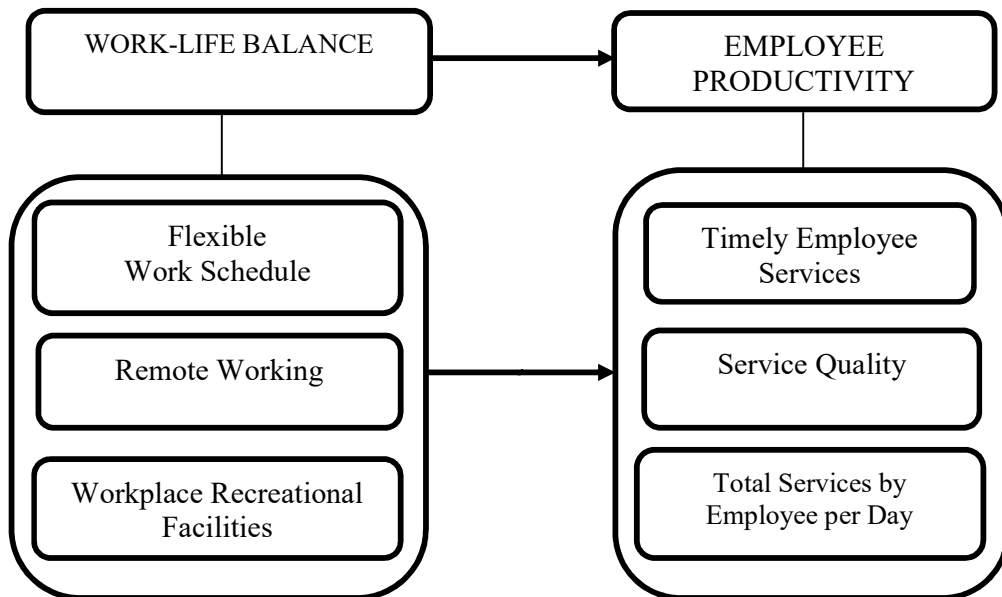 WORK-LIFE BALANCE
EMPLOYEE
PRODUCTIVITY
Flexible
Work Schedule
Remote Working
Workplace Recreational
Facilities
Timely Employee
Services
Service Quality
Total Services by
Employee per Day